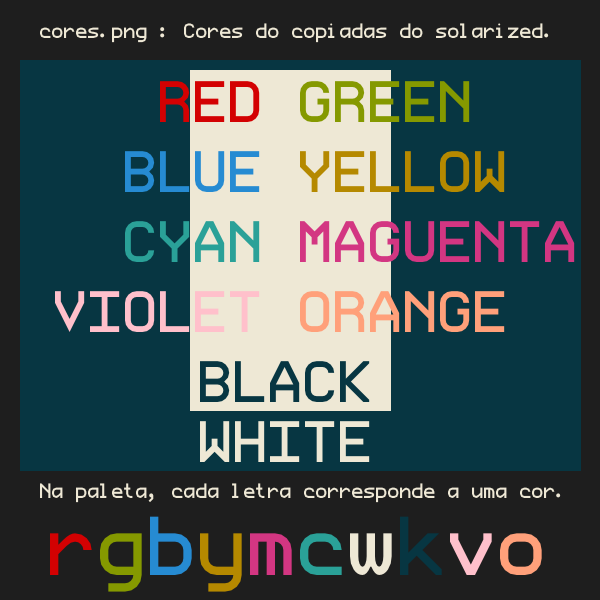 cores.png : Cores do copiadas do solarized.
RED GREEN
BLUE YELLOW
CYAN MAGUENTA
VIOLET ORANGE
BLACK
WHITE
Na paleta, cada letra corresponde a uma cor.
rgbymcwkvo